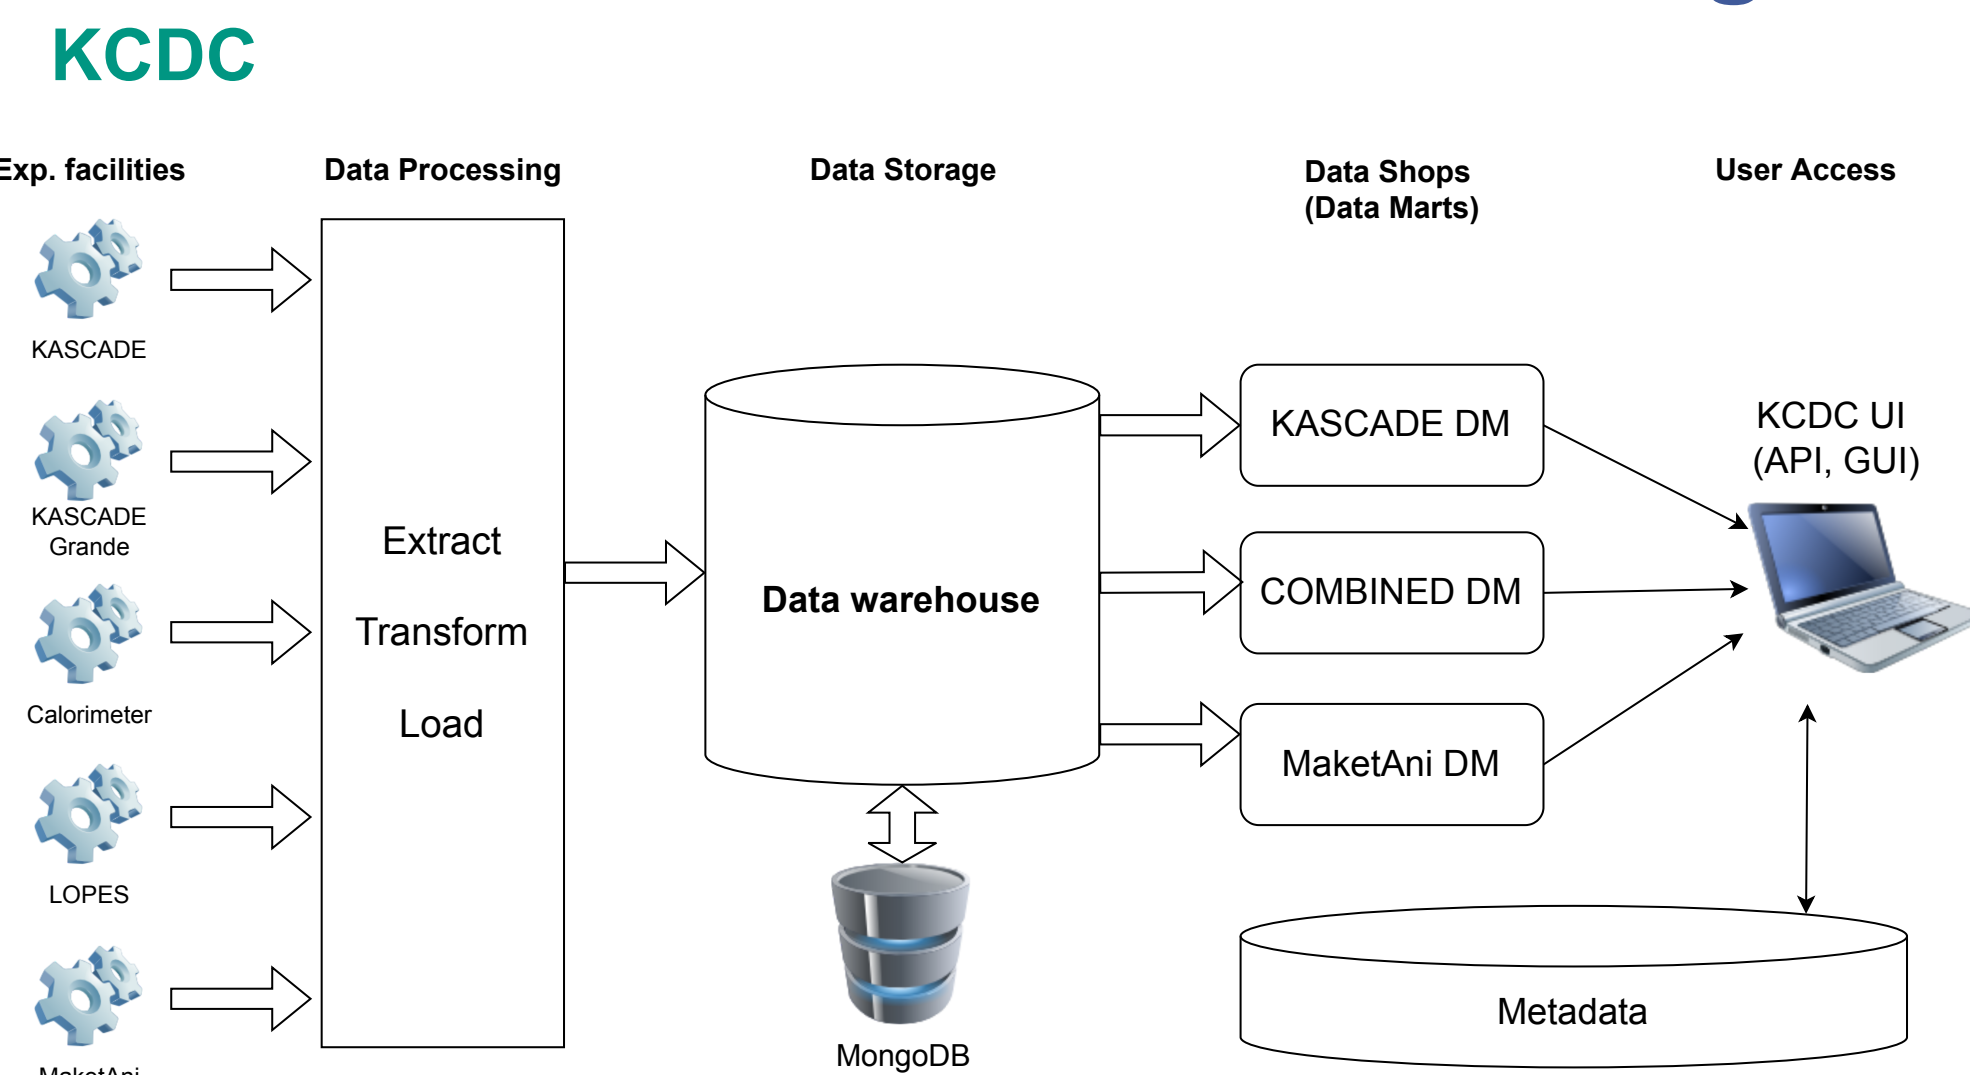 KCDC
Exp. facilities
Data Processing
Data Storage
Data Shops
(Data Marts)
User Access
KASCADE
KASCADE
Grande
Calorimeter
LOPES
MaketAni
Extract
Transform
Load
Data warehouse
MongoDB
KASCADE DM
COMBINED DM
MaketAni DM
KCDC UI
(API, GUI)
Metadata